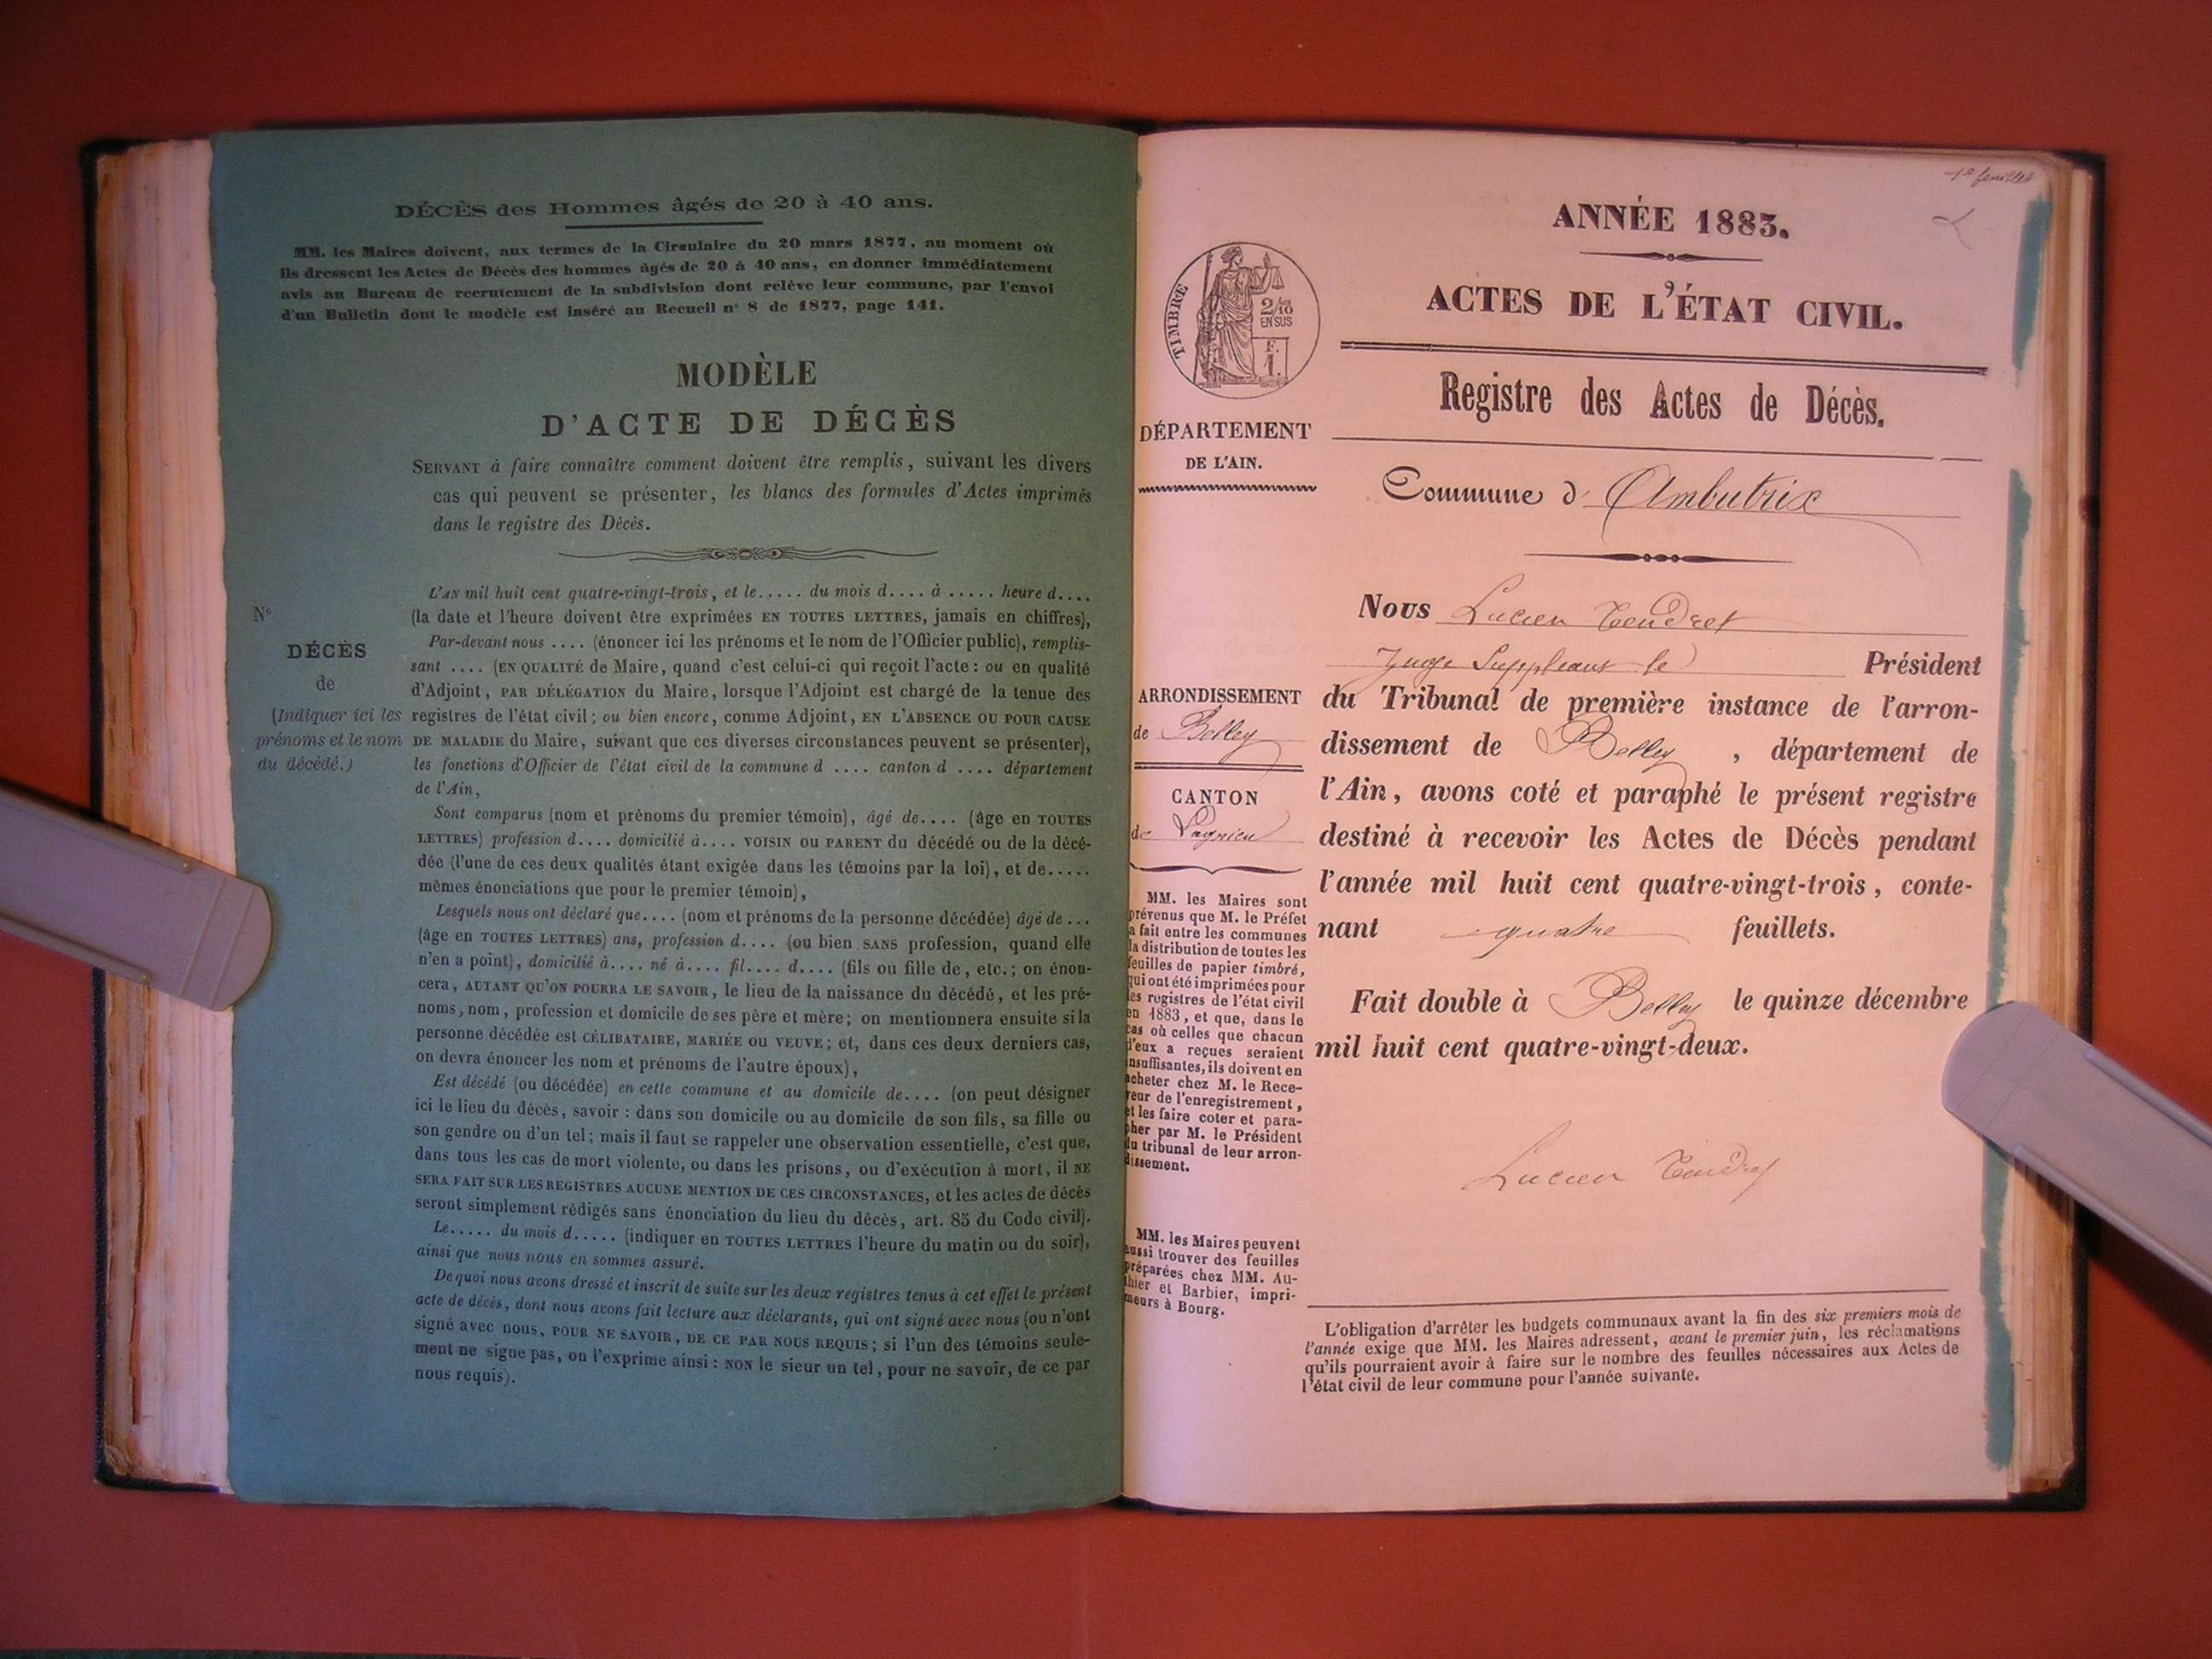 DÉCÈS des Hommes âgés de 20 à 40 ans.
MM. les Maires doivent, aux termes de la Circulaire du 20 mars 1877, au moment où
ils dressent les Actes de Décès des hommes âgés de 20 à 40 ans, en donner immédiatement
avis au Bureau de recrutement de la subdivision dont relève leur commune, par l'envoi
d'un Bulletin dont le modèle est inséré au Recueil n° 8 de 1877, page 141.
MODÈLE
D'ACTE DE DÉCÈS
SERVANT à faire connaître comment doivent être remplis, suivant les divers
cas qui peuvent se présenter, les blancs des formules d'Actes imprimés
dans le registre des Décès.
N°
DÉCÈS
de
(Indiquer ici les
prénoms et le nom
du décédé.)
L'AN mil huit cent quatre-vingt-trois, et le..... du mois d.... à ..... heure d....
(la date et l'heure doivent être exprimées EN TOUTES LETTRES, jamais en chiffres),
Par-devant nous .... (énoncer ici les prénoms et le nom de l'Officier public), remplis-
sant .... (EN QUALITÉ de Maire, quand c'est celui-ci qui reçoit l'acte : ou en qualité
d'Adjoint, PAR DÉLÉGATION du Maire, lorsque l'Adjoint est chargé de la tenue des
registres de l'état civil ; ou bien encore, comme Adjoint, EN L'ABSENCE OU POUR CAUSE
DE MALADIE du Maire, suivant que ces diverses circonstances peuvent se présenter),
les fonctions d'Officier de l'état civil de la commune d .... canton d .... département
de l'Ain,
Sont comparus (nom et prénoms du premier témoin), âgé de.... (âge en TOUTES
LETTRES) profession d.... domicilié à.... VOISIN OU PARENT du décédé ou de la décé-
dée (l'une de ces deux qualités étant exigée dans les témoins par la loi), et de.....
mêmes énonciations que pour le premier témoin),
Lesquels nous ont déclaré que.... (nom et prénoms de la personne décédée) âgé de ...
(âge en TOUTES LETTRES) ans, profession d.... (ou bien SANS profession, quand elle
n'en a point), domicilié à.... né à.... fil.... d.... (fils ou fille de, etc.; on énon-
cera, AUTANT QU'ON POURRA LE SAVOIR, le lieu de la naissance du décédé, et les pré-
noms, nom, profession et domicile de ses père et mère; on mentionnera ensuite si la
personne décédée est CÉLIBATAIRE, MARIÉE OU VEUVE; et, dans ces deux derniers cas,
on devra énoncer les nom et prénoms de l'autre époux),
Est décédé (ou décédée) en cette commune et au domicile de.... (on peut désigner
ici le lieu du décès, savoir : dans son domicile ou au domicile de son fils, sa fille ou
son gendre ou d'un tel; mais il faut se rappeler une observation essentielle, c'est que,
dans tous les cas de mort violente, ou dans les prisons, ou d'exécution à mort, il NE
SERA FAIT SUR LES REGISTRES AUCUNE MENTION DE CES CIRCONSTANCES, et les actes de décès
seront simplement rédigés sans énonciation du lieu du décès, art. 85 du Code civil).
Le..... du mois d..... (indiquer en TOUTES LETTRES l'heure du matin ou du soir),
ainsi que nous nous en sommes assuré.
De quoi nous avons dressé et inscrit de suite sur les deux registres tenus à cet effet le présent
acte de décès, dont nous avons fait lecture aux déclarants, qui ont signé avec nous (ou n'ont
signé avec nous, POUR NE SAVOIR, DE CE PAR NOUS REQUIS; si l'un des témoins seule-
ment ne signe pas, on l'exprime ainsi : NON le sieur un tel, pour ne savoir, de ce par
nous requis).
1er feuillet
TIMBRE
2/10
EN SUS
F.
1.
DÉPARTEMENT
DE L'AIN.
ARRONDISSEMENT
de Belley
CANTON
de Lagnieu
MM. les Maires sont
prévenus que M. le Préfet
a fait entre les communes
la distribution de toutes les
feuilles de papier timbré,
qui ont été imprimées pour
les registres de l'état civil
en 1883, et que, dans le
cas où celles que chacun
d'eux a reçues seraient
insuffisantes, ils doivent en
acheter chez M. le Rece-
veur de l'enregistrement,
et les faire coter et para-
pher par M. le Président
du tribunal de leur arron-
dissement.
MM. les Maires peuvent
aussi trouver des feuilles
préparées chez MM. Au-
thier et Barbier, impri-
meurs à Bourg.
ANNÉE 1883.
ACTES DE L'ÉTAT CIVIL.
Registre des Actes de Décès.
Commune d' Ambutrix
Nous Lucien Tendret
Juge Suppléant le Président
du Tribunal de première instance de l'arron-
dissement de Belley, département de
l'Ain, avons coté et paraphé le présent registre
destiné à recevoir les Actes de Décès pendant
l'année mil huit cent quatre-vingt-trois, conte-
nant quatre feuillets.
Fait double à Belley le quinze décembre
mil huit cent quatre-vingt-deux.
Lucien Tendret
L'obligation d'arrêter les budgets communaux avant la fin des six premiers mois de
l'année exige que MM. les Maires adressent, avant le premier juin, les réclamations
qu'ils pourraient avoir à faire sur le nombre des feuilles nécessaires aux Actes de
l'état civil de leur commune pour l'année suivante.